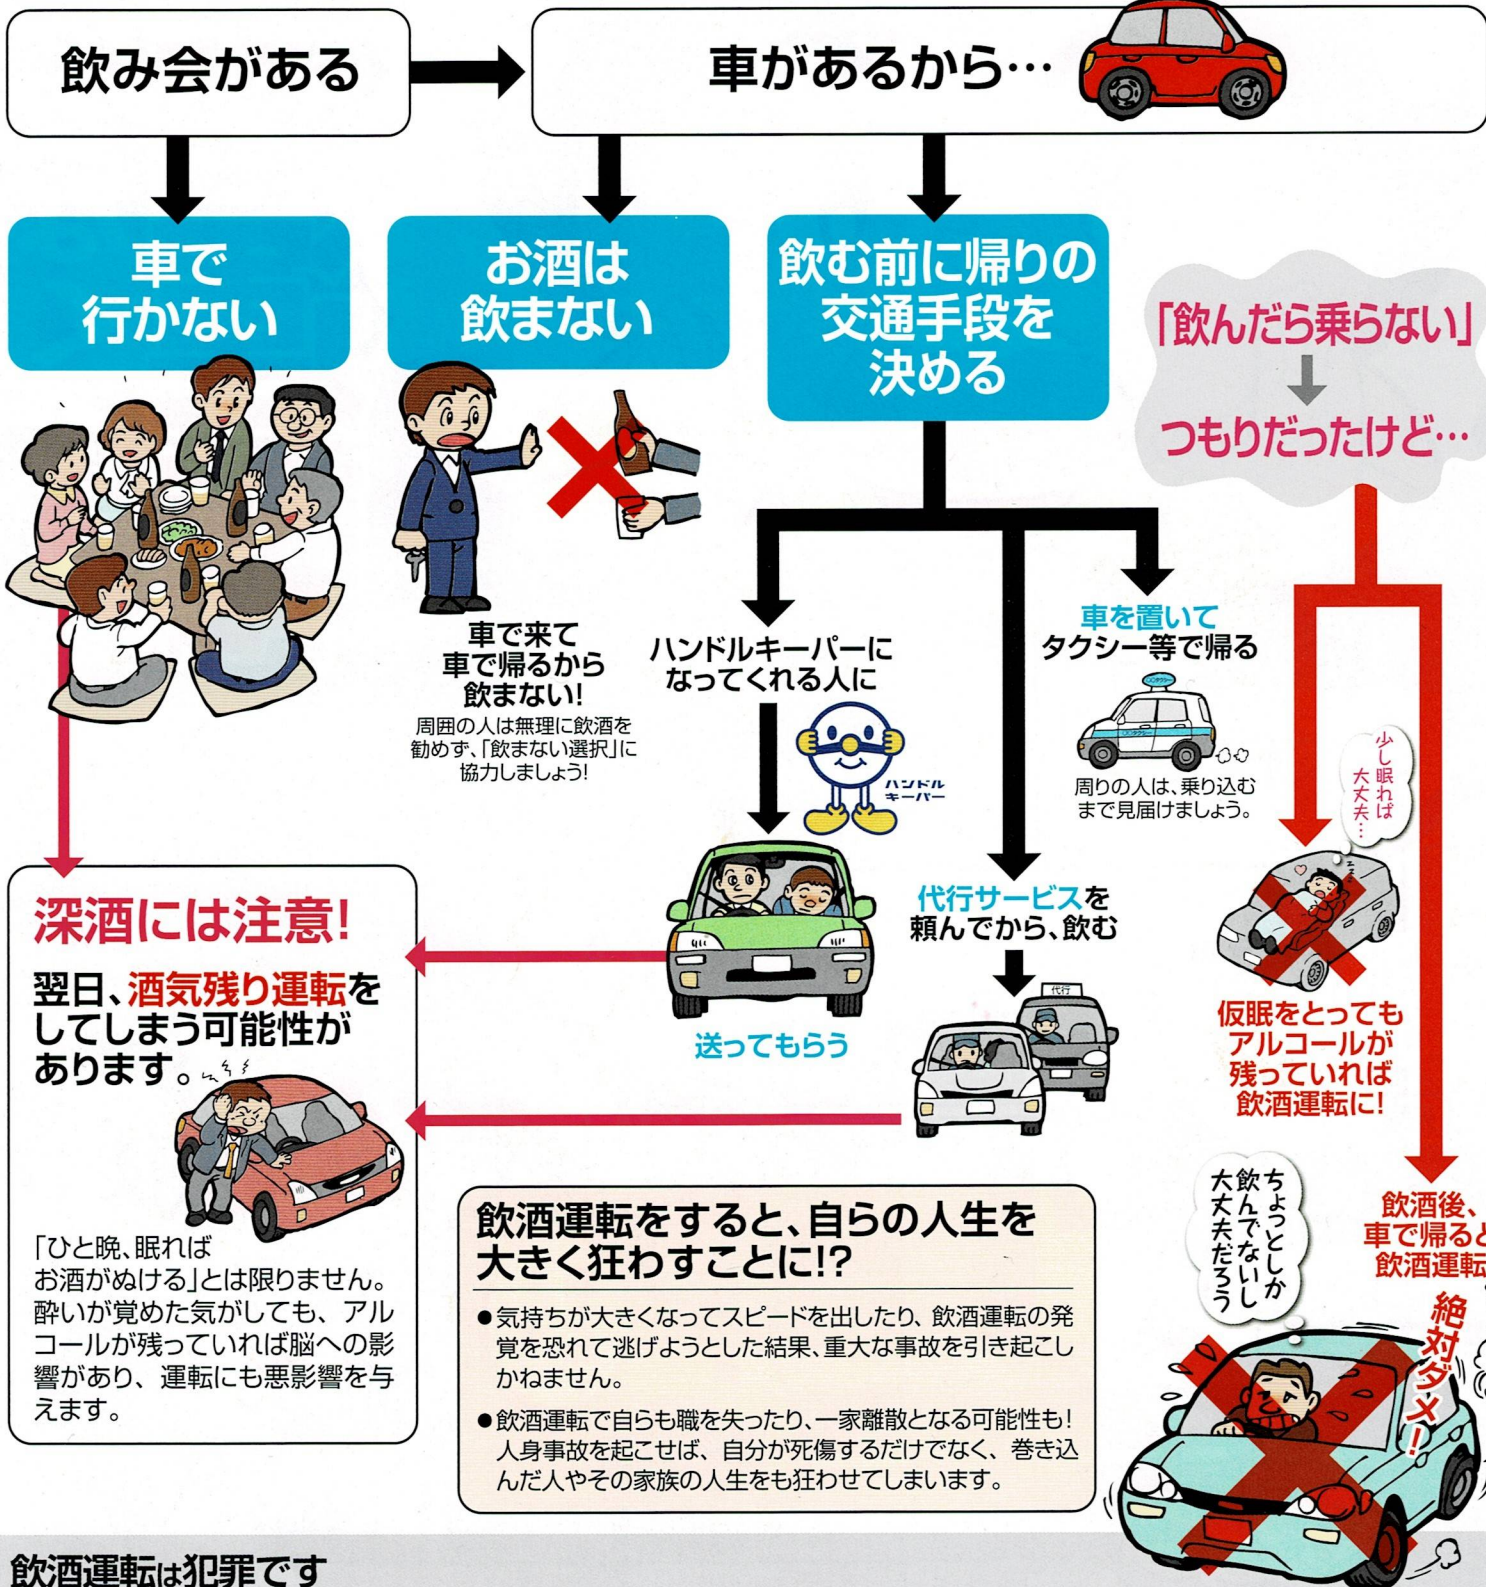 飲み会がある
車があるから…
車で
行かない
お酒は
飲まない
飲む前に帰りの
交通手段を
決める
「飲んだら乗らない」
つもりだったけど…
車で来て
車で帰るから
飲まない!
周囲の人は無理に飲酒を
勧めず、「飲まない選択」に
協力しましょう!
ハンドルキーパーに
なってくれる人に
ハンドル
キーパー
送ってもらう
代行サービスを
頼んでから、飲む
代行
車を置いて
タクシー等で帰る
周りの人は、乗り込む
まで見届けましょう。
少し眠れば
大丈夫…
仮眠をとっても
アルコールが
残っていれば
飲酒運転に!
飲酒後、
車で帰ると
飲酒運転
ちょっとしか
飲んでないし
大丈夫だろう
絶対ダメ!
深酒には注意!
翌日、酒気残り運転を
してしまう可能性が
あります。
「ひと晩、眠れば
お酒がぬける」とは限りません。
酔いが覚めた気がしても、アル
コールが残っていれば脳への影
響があり、運転にも悪影響を与
えます。
飲酒運転をすると、自らの人生を
大きく狂わすことに!?
●気持ちが大きくなってスピードを出したり、飲酒運転の発
覚を恐れて逃げようとした結果、重大な事故を引き起こし
かねません。
●飲酒運転で自らも職を失ったり、一家離散となる可能性も!
人身事故を起こせば、自分が死傷するだけでなく、巻き込
んだ人やその家族の人生をも狂わせてしまいます。
飲酒運転は犯罪です